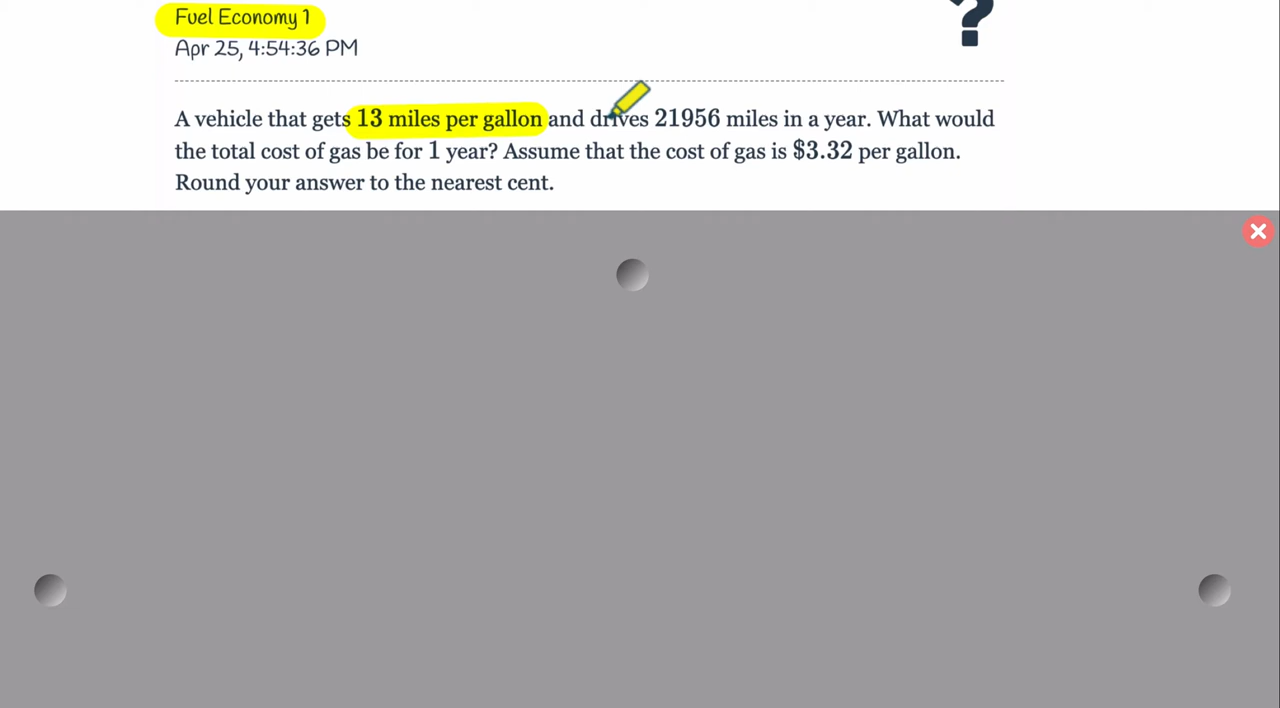 Fuel Economy 1
Apr 25, 4:54:36 PM
?
A vehicle that gets 13 miles per gallon and drives 21956 miles in a year. What would
the total cost of gas be for 1 year? Assume that the cost of gas is $3.32 per gallon.
Round your answer to the nearest cent.